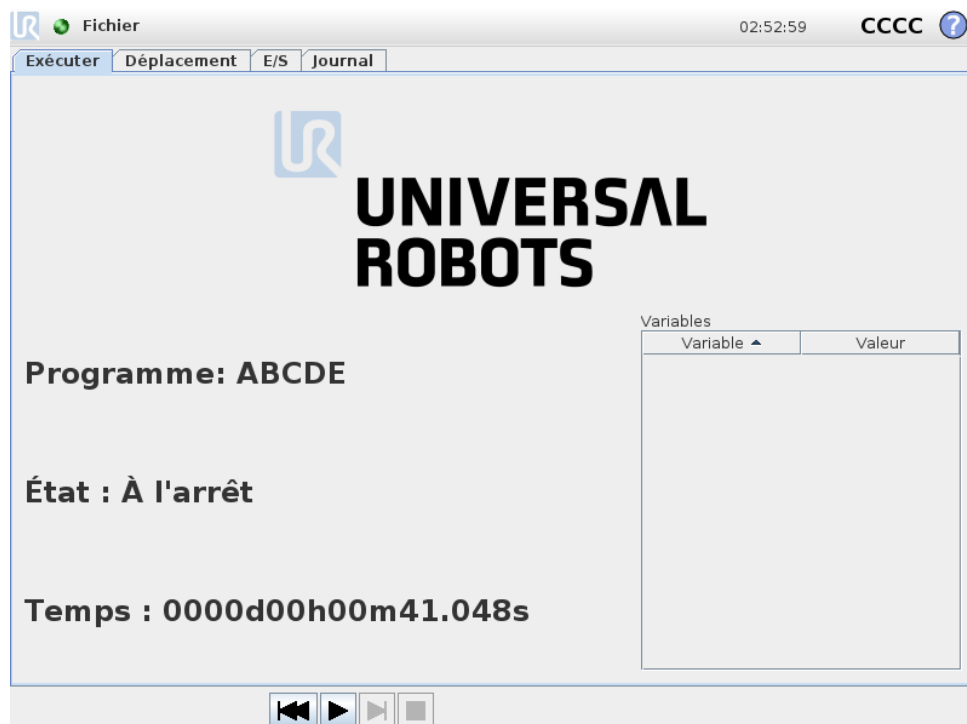 Fichier 02:52:59 CCCC ?
Exécuter Déplacement E/S Journal
UR
UNIVERSAL
ROBOTS
Variables
Variable Valeur
Programme: ABCDE
État : À l'arrêt
Temps : 0000d00h00m41.048s